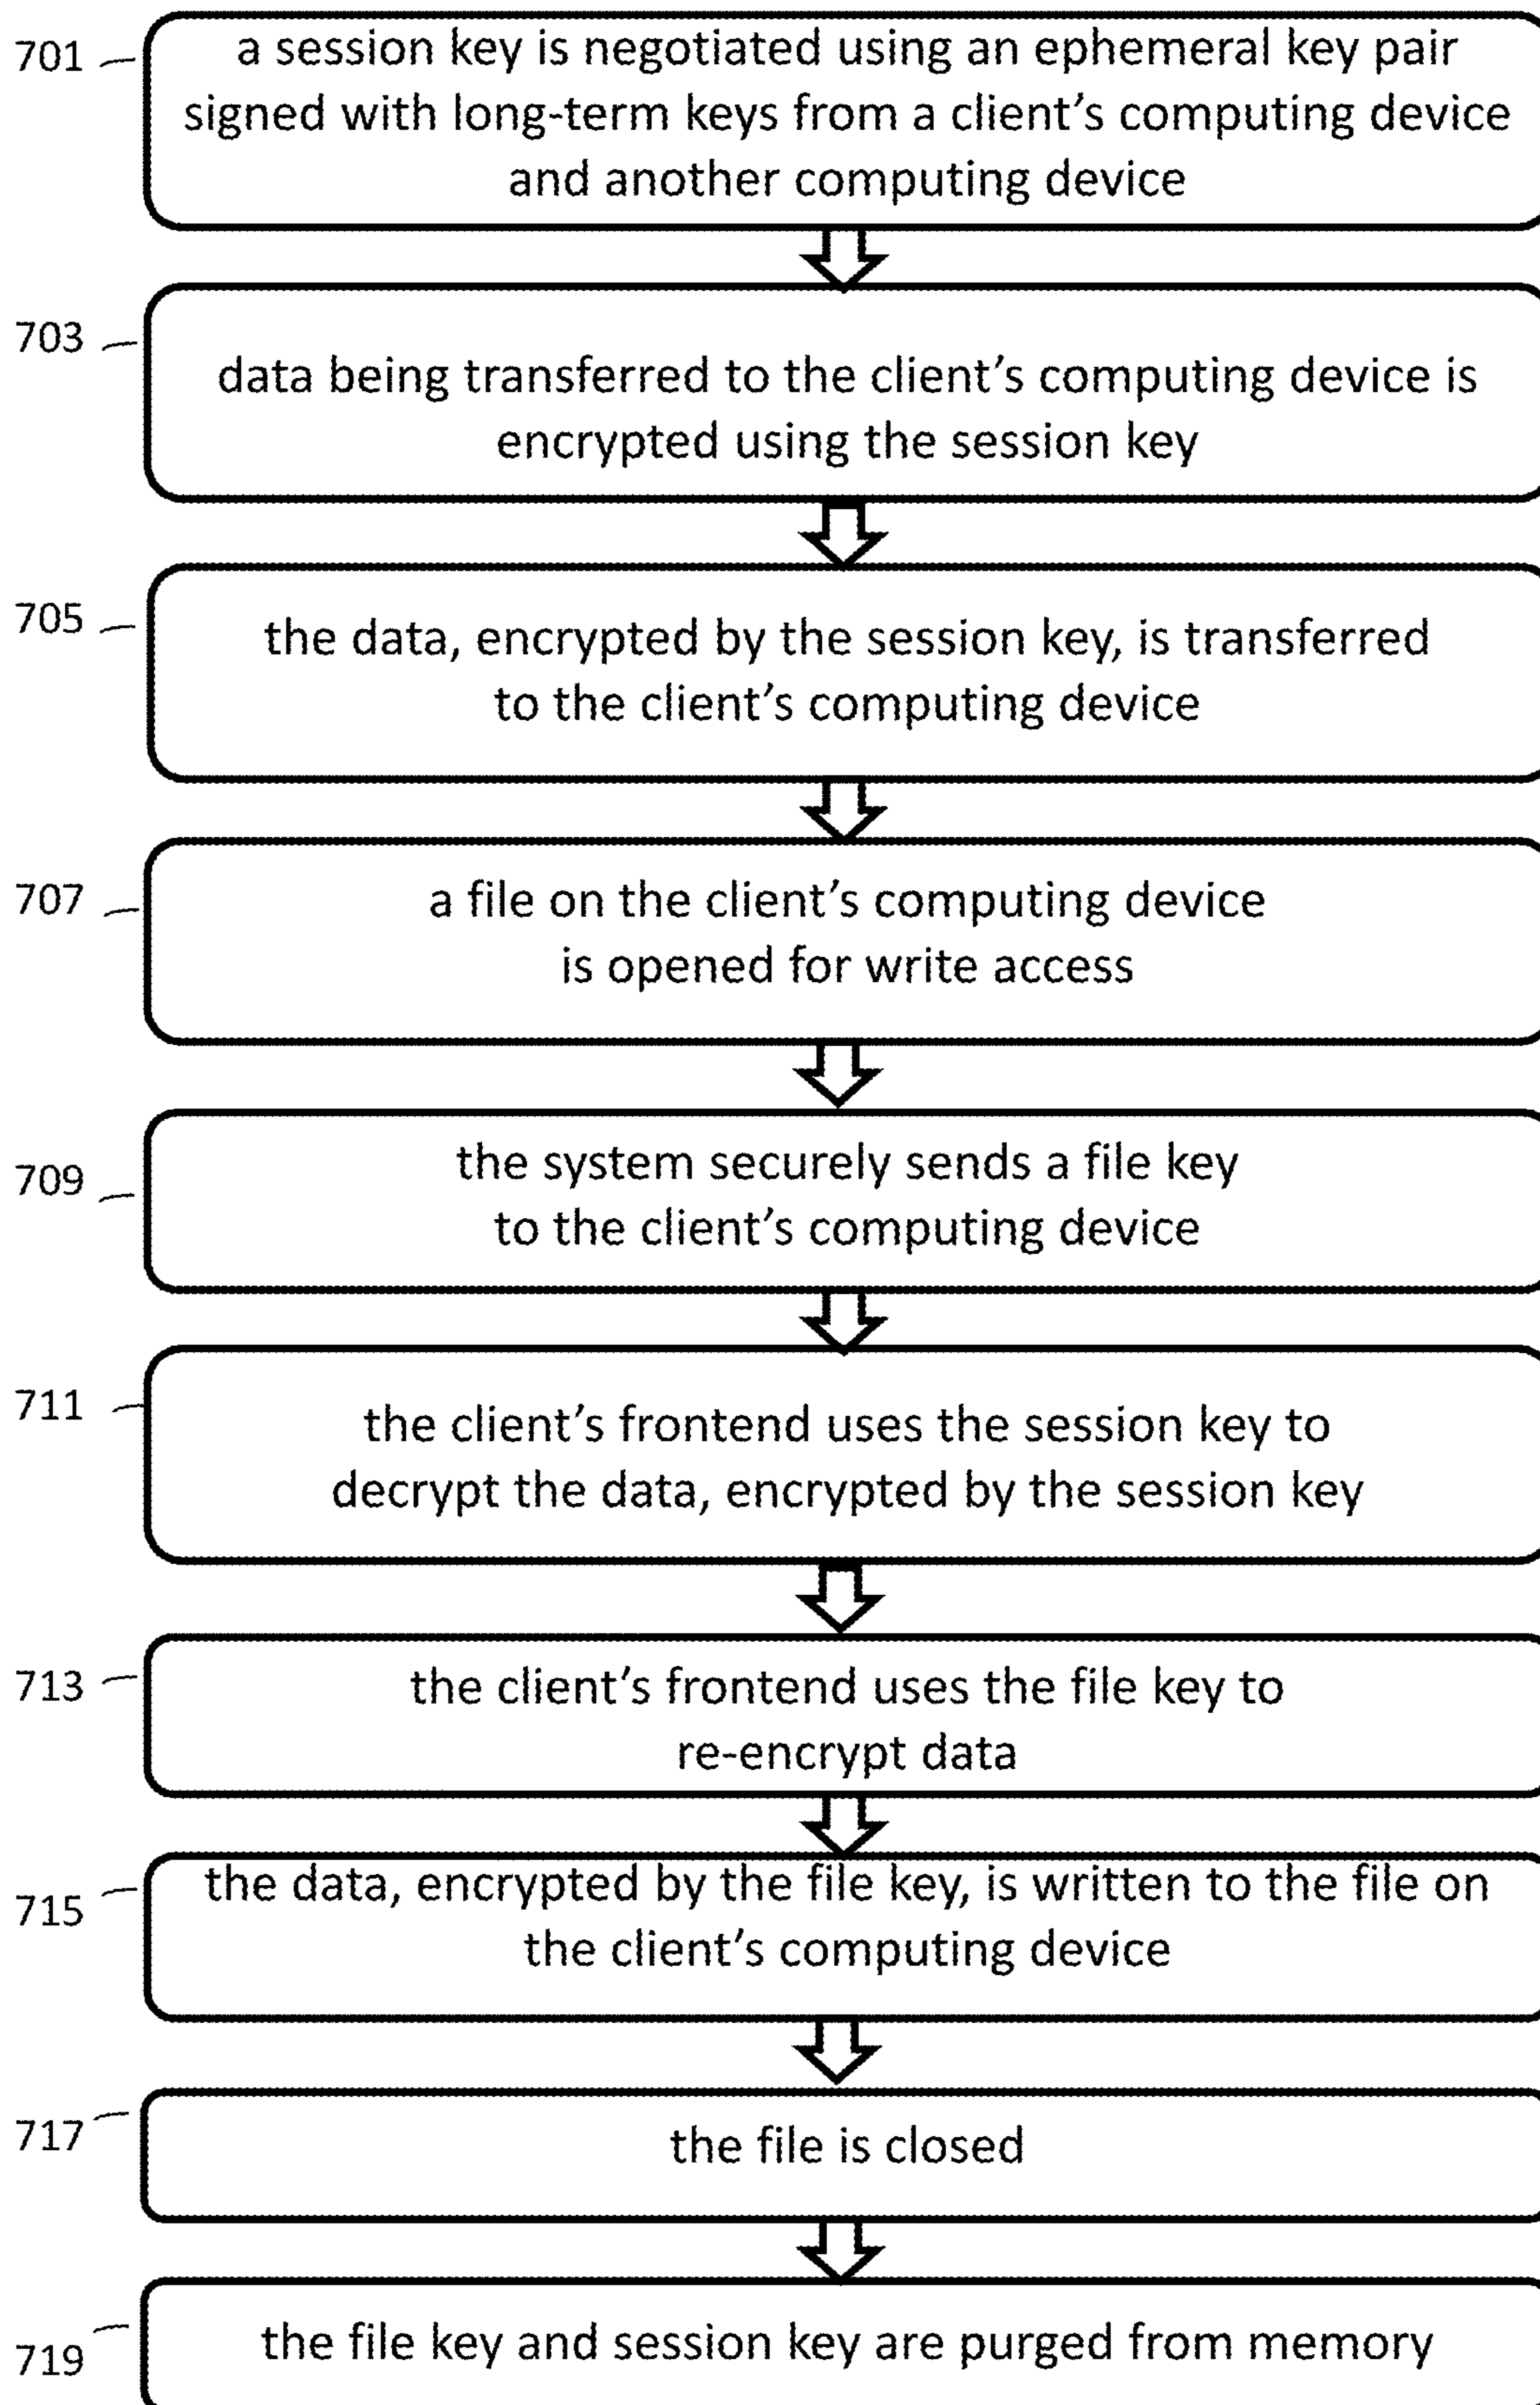 701
a session key is negotiated using an ephemeral key pair
signed with long-term keys from a client's computing device
and another computing device
703
data being transferred to the client's computing device is
encrypted using the session key
705
the data, encrypted by the session key, is transferred
to the client's computing device
707
a file on the client's computing device
is opened for write access
709
the system securely sends a file key
to the client's computing device
711
the client's frontend uses the session key to
decrypt the data, encrypted by the session key
713
the client's frontend uses the file key to
re-encrypt data
715
the data, encrypted by the file key, is written to the file on
the client's computing device
717
the file is closed
719
the file key and session key are purged from memory